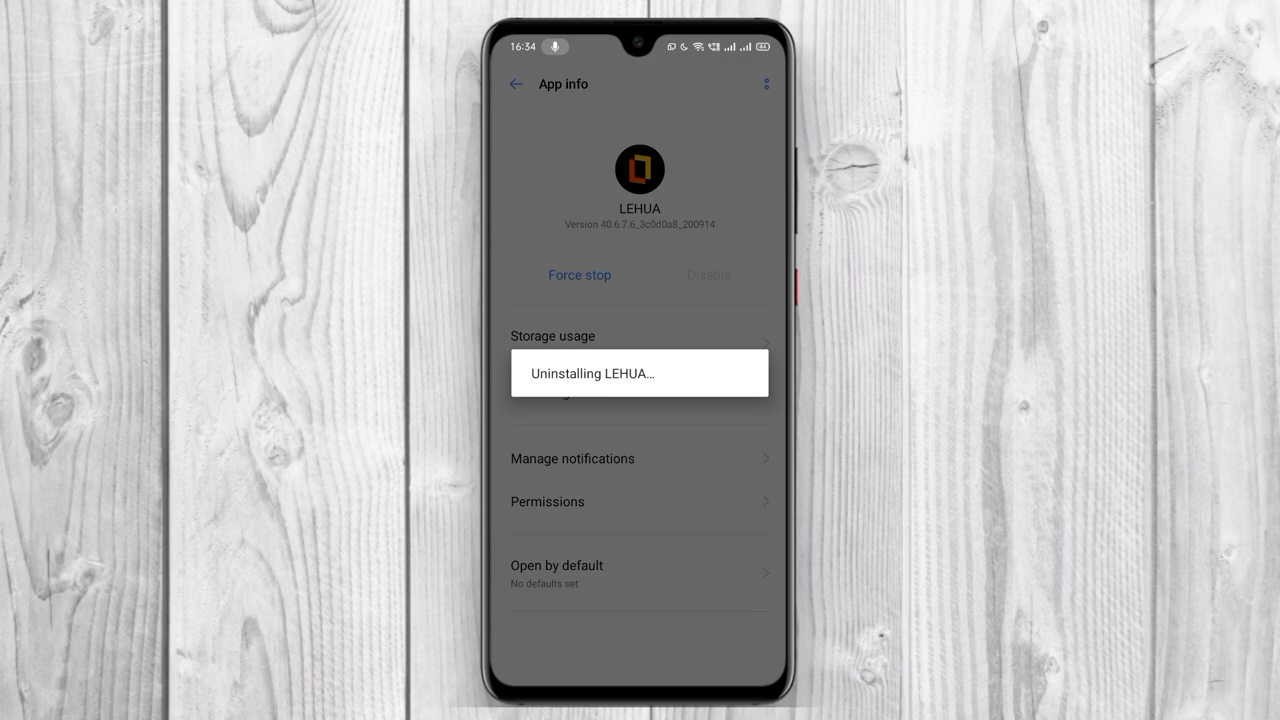 16:34
44
App info
LEHUA
Version 40.6.7.6_3c0d0a8_200914
Force stop
Disable
Storage usage
Uninstalling LEHUA...
Manage notifications
Permissions
Open by default
No defaults set